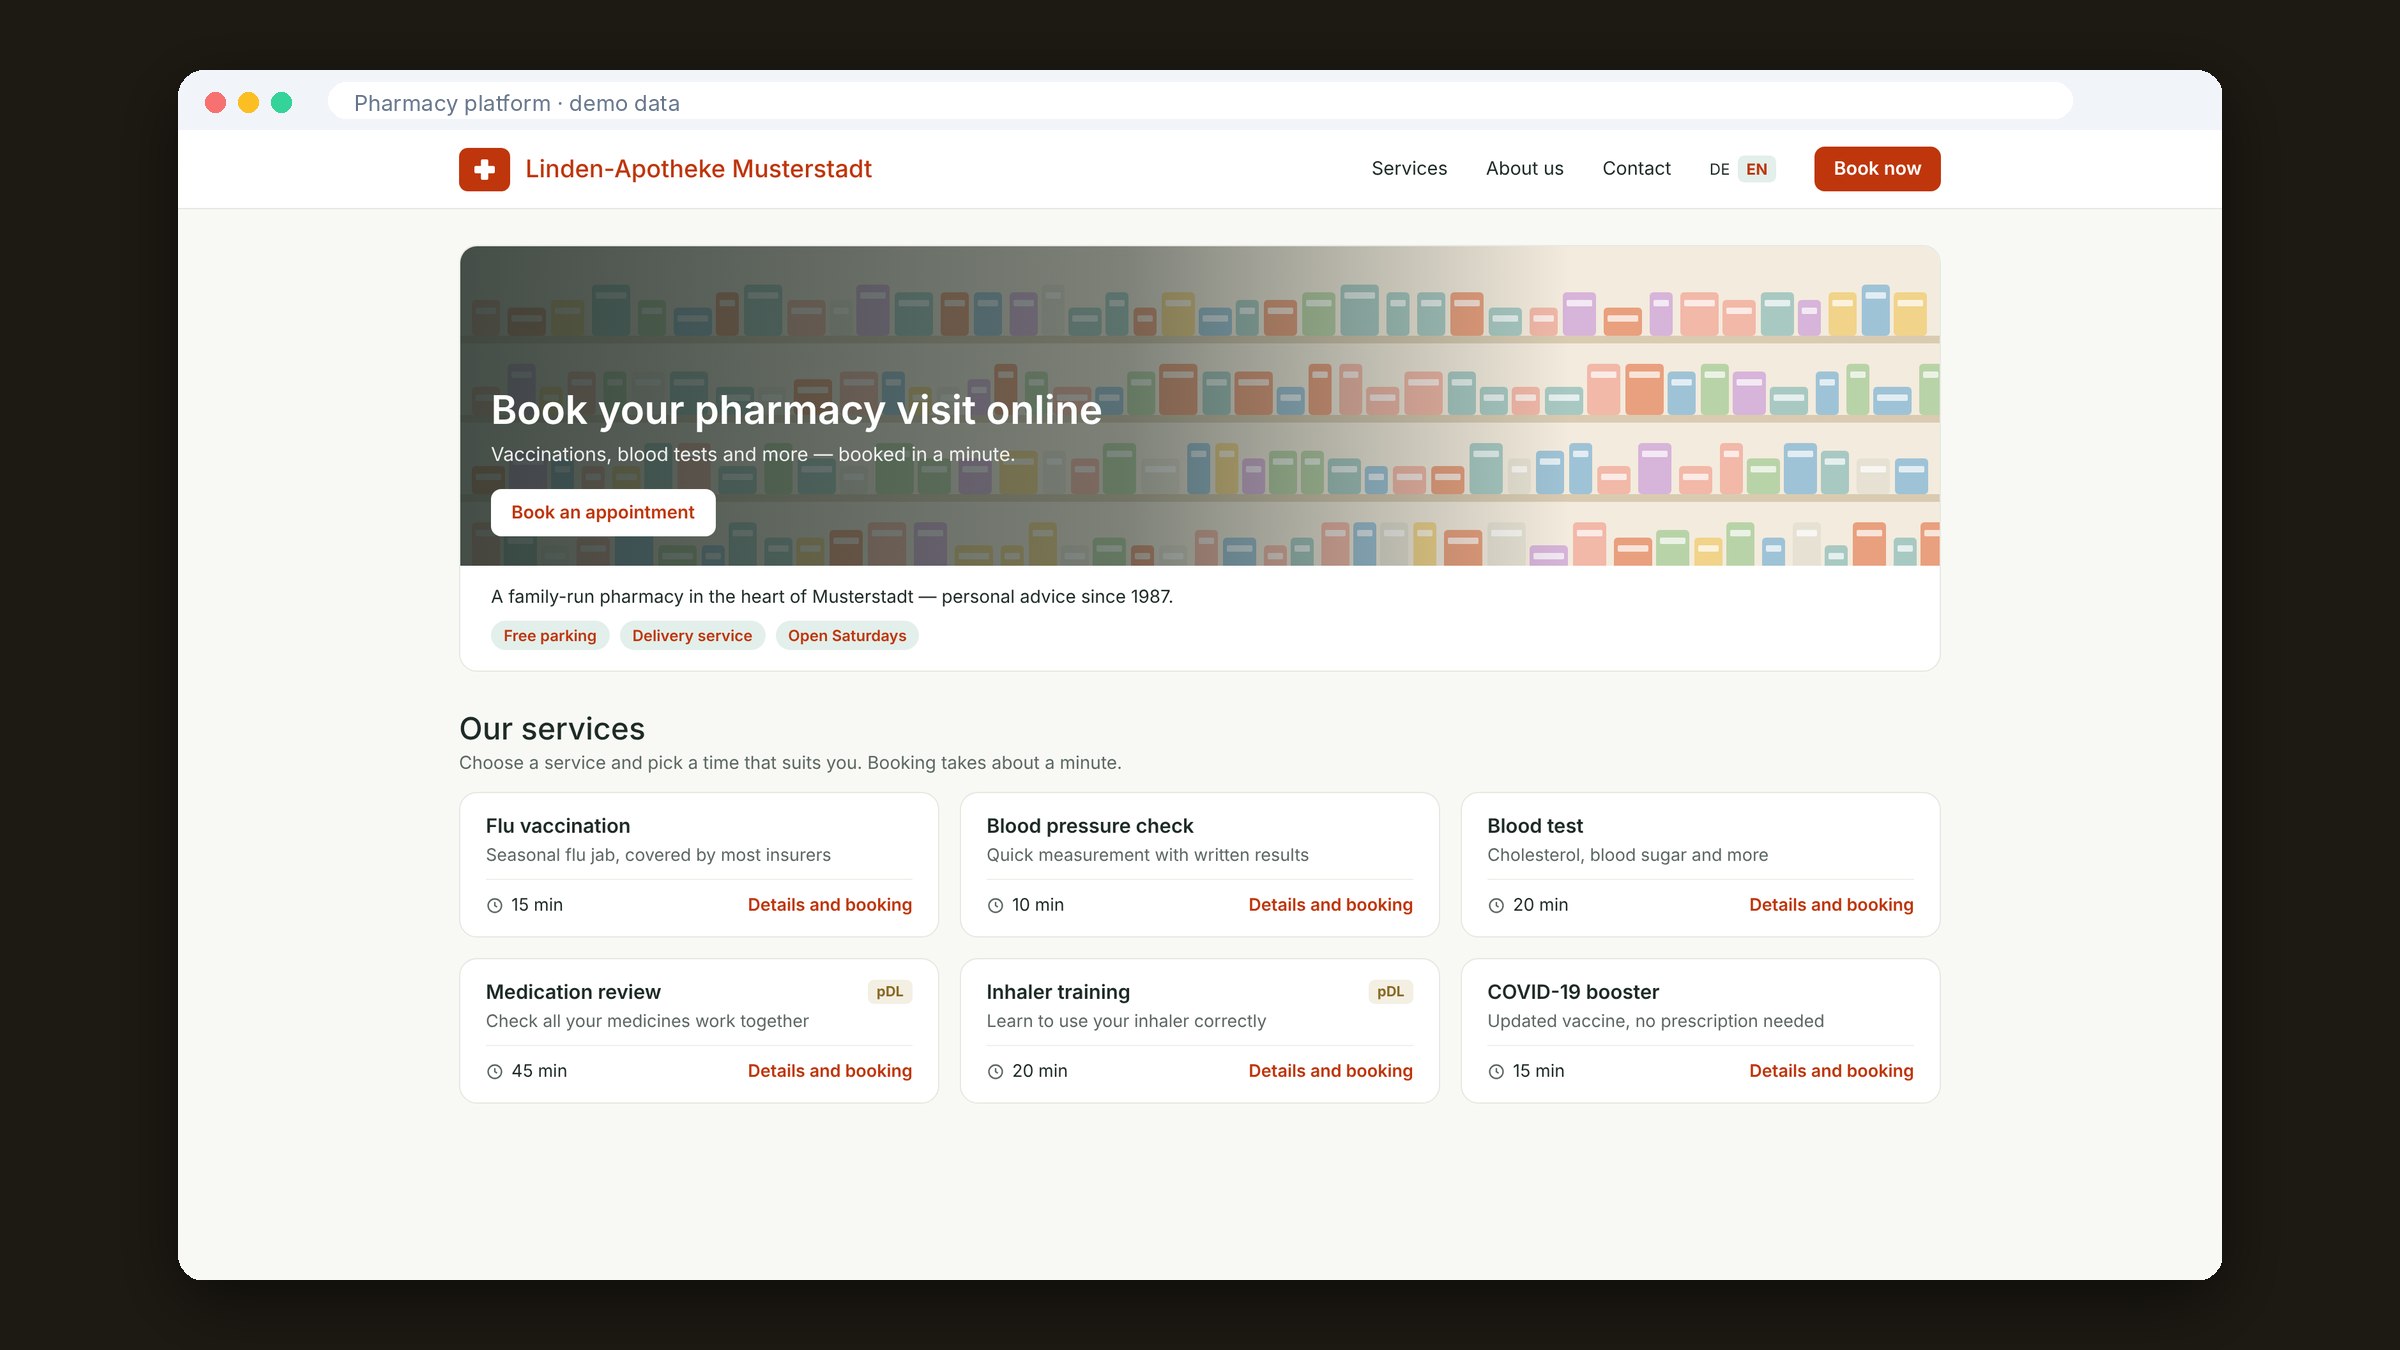 Pharmacy platform · demo data
Linden-Apotheke Musterstadt
Services
About us
Contact
DE
EN
Book now
Book your pharmacy visit online
Vaccinations, blood tests and more — booked in a minute.
Book an appointment
A family-run pharmacy in the heart of Musterstadt — personal advice since 1987.
Free parking
Delivery service
Open Saturdays
Our services
Choose a service and pick a time that suits you. Booking takes about a minute.
Flu vaccination
Seasonal flu jab, covered by most insurers
15 min
Details and booking
Blood pressure check
Quick measurement with written results
10 min
Details and booking
Blood test
Cholesterol, blood sugar and more
20 min
Details and booking
Medication review
pDL
Check all your medicines work together
45 min
Details and booking
Inhaler training
pDL
Learn to use your inhaler correctly
20 min
Details and booking
COVID-19 booster
Updated vaccine, no prescription needed
15 min
Details and booking